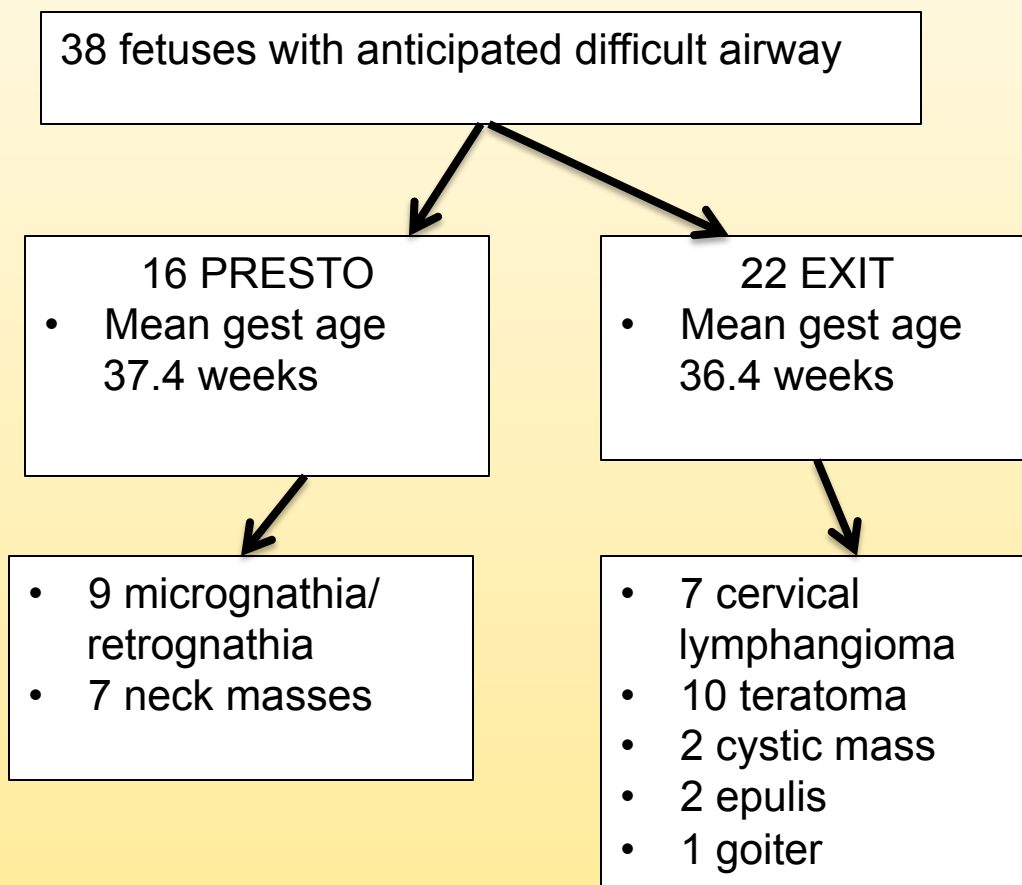 38 fetuses with anticipated difficult airway
16 PRESTO
• Mean gest age
37.4 weeks
22 EXIT
• Mean gest age
36.4 weeks
• 9 micrognathia/
retrognathia
• 7 neck masses
• 7 cervical
lymphangioma
• 10 teratoma
• 2 cystic mass
• 2 epulis
• 1 goiter